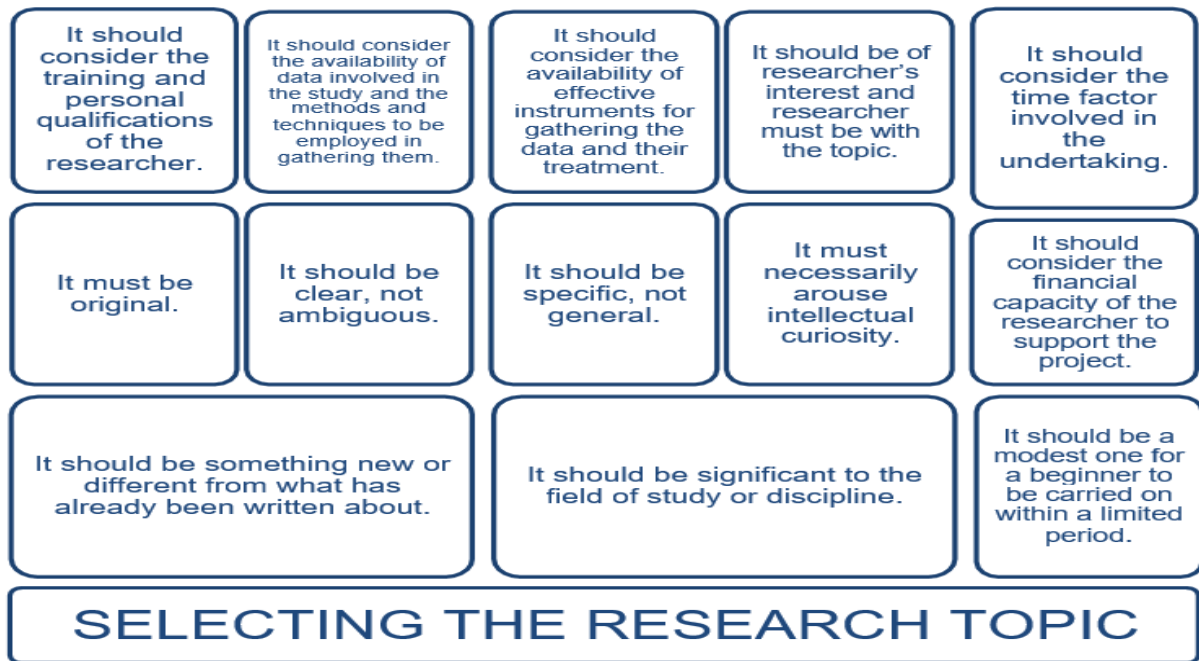 It should
consider the
training and
personal
qualifications
of the
researcher.
It should consider
the availability of
data involved in
the study and the
methods and
techniques to be
employed in
gathering them.
It should
consider the
availability of
effective
instruments for
gathering the
data and their
treatment.
It should be of
researcher's
interest and
researcher
must be with
the topic.
It should
consider the
time factor
involved in
the
undertaking.
It must be
original.
It should be
clear, not
ambiguous.
It should be
specific, not
general.
It must
necessarily
arouse
intellectual
curiosity.
It should
consider the
financial
capacity of the
researcher to
support the
project.
It should be something new or
different from what has
already been written about.
It should be significant to the
field of study or discipline.
It should be a
modest one for
a beginner to
be carried on
within a limited
period.
SELECTING THE RESEARCH TOPIC